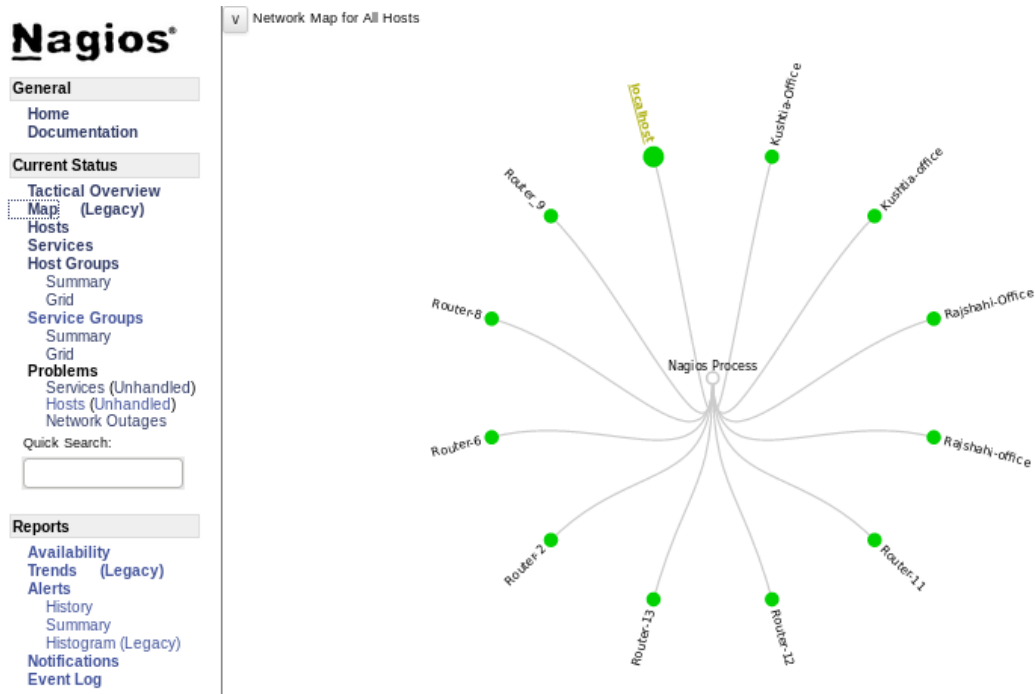 Nagios®
General
Home
Documentation
Current Status
Tactical Overview
Map (Legacy)
Hosts
Services
Host Groups
Summary
Grid
Service Groups
Summary
Grid
Problems
Services (Unhandled)
Hosts (Unhandled)
Network Outages
Quick Search:
Reports
Availability
Trends (Legacy)
Alerts
History
Summary
Histogram (Legacy)
Notifications
Event Log
v Network Map for All Hosts
localhost
Kushtia-Office
Router_9
Kushtia-office
Router-8
Rajshahi-Office
Nagios Process
Router-6
Rajshahi-office
Router-2
Router-11
Router-13
Router-12